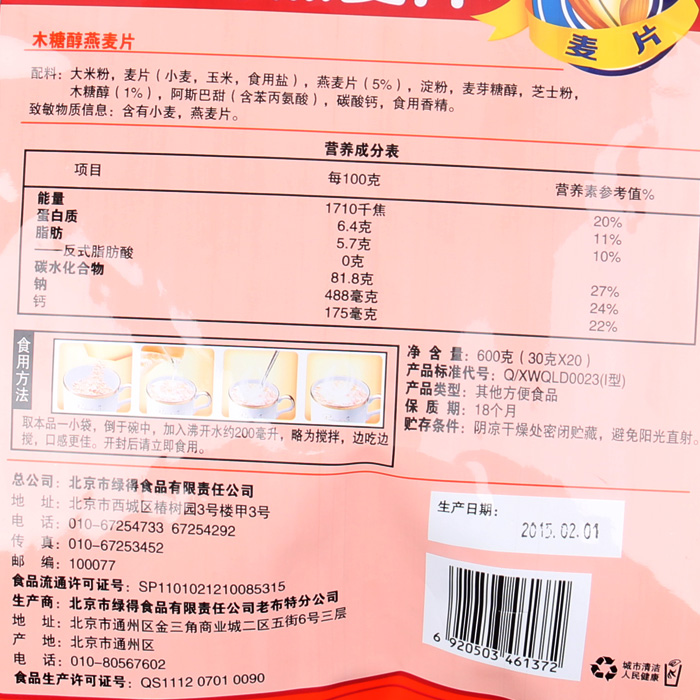 麦片
木糖醇燕麦片
配料：大米粉，麦片（小麦，玉米，食用盐），燕麦片（5%），淀粉，麦芽糖醇，芝士粉，
木糖醇（1%），阿斯巴甜（含苯丙氨酸），碳酸钙，食用香精。
致敏物质信息：含有小麦，燕麦片。
营养成分表
项目 每100克 营养素参考值%
能量 1710千焦 20%
蛋白质 6.4克 11%
脂肪 5.7克 10%
——反式脂肪酸 0克
碳水化合物 81.8克 27%
钠 488毫克 24%
钙 175毫克 22%
食用方法
取本品一小袋，倒于碗中，加入沸开水约200毫升，略为搅拌，边吃边
搅，口感更佳。开封后请立即食用。
净含量：600克（30克X20）
产品标准代号：Q/XWQLD0023(I型)
产品类型：其他方便食品
保质期：18个月
贮存条件：阴凉干燥处密闭贮藏，避免阳光直射。
总公司：北京市绿得食品有限责任公司
地址：北京市西城区椿树园3号楼甲3号
电话：010-67254733 67254292
传真：010-67253452
邮编：100077
食品流通许可证号：SP1101021210085315
生产商：北京市绿得食品有限责任公司老布特分公司
地址：北京市通州区金三角商业城二区五街6号于三层
产地：北京市通州区
电话：010-80567602
食品生产许可证号：QS1112 0701 0090
生产日期：
2015.02.01
6 920503 461372
城市清洁
人民健康